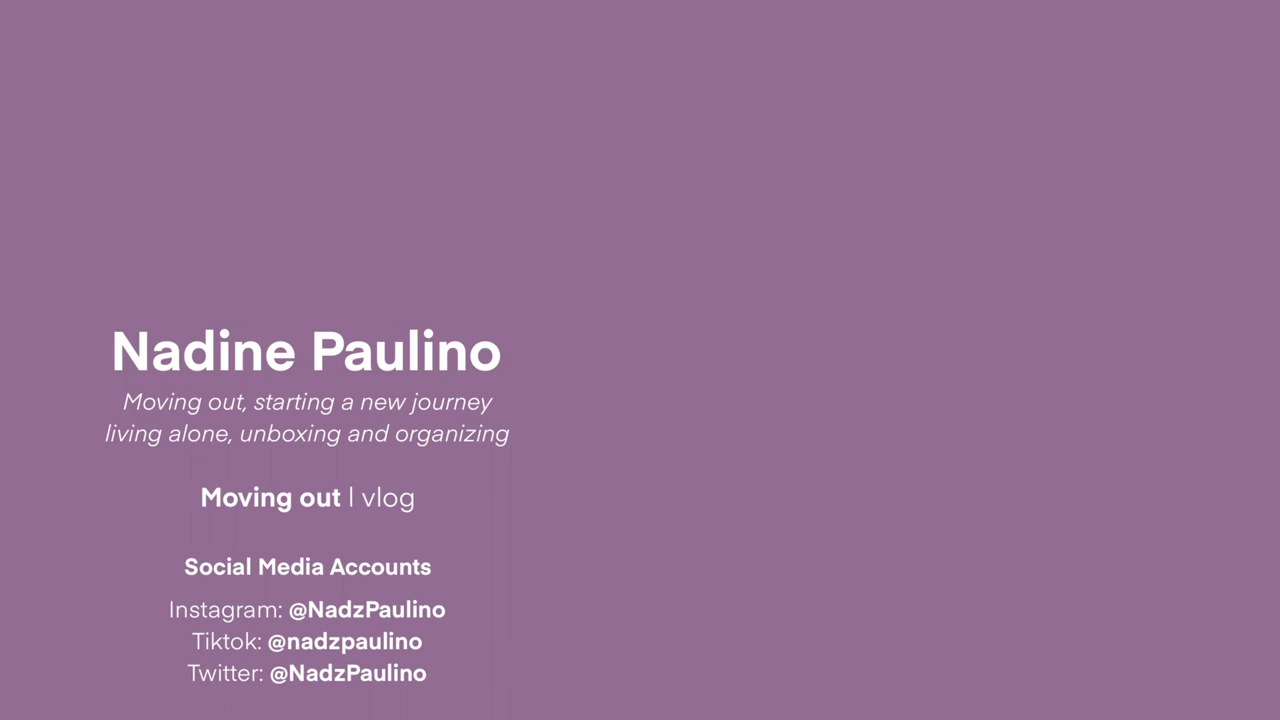 Nadine Paulino
Moving out, starting a new journey
living alone, unboxing and organizing
Moving out | vlog
Social Media Accounts
Instagram: @NadzPaulino
Tiktok: @nadzpaulino
Twitter: @NadzPaulino